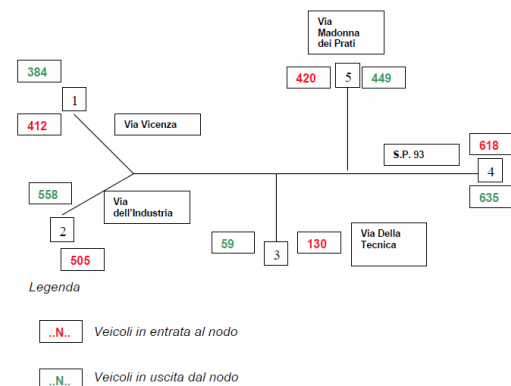 Via
Madonna
dei Prati
384
420
5
449
1
412
Via Vicenza
S.P. 93
618
4
635
558
Via
dell'Industria
2
505
59
3
130
Via Della
Tecnica
Legenda
..N..
Veicoli in entrata al nodo
..N..
Veicoli in uscita dal nodo